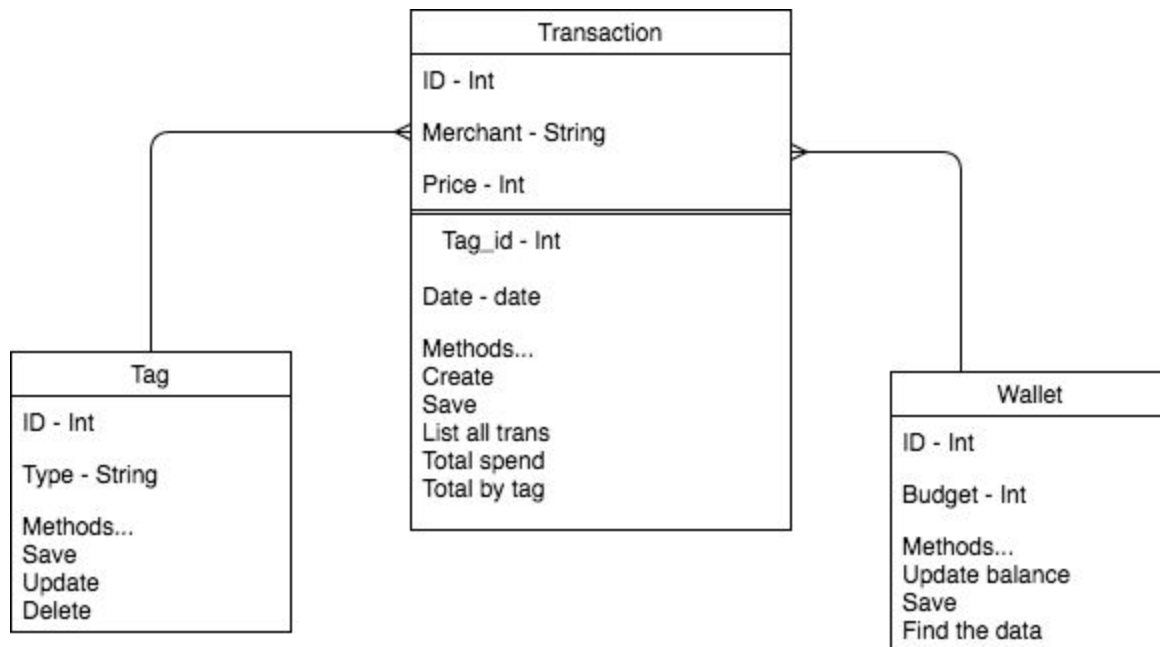 Transaction
ID - Int
Merchant - String
Price - Int
Tag_id - Int
Date - date
Methods...
Create
Save
List all trans
Total spend
Total by tag
Tag
ID - Int
Type - String
Methods...
Save
Update
Delete
Wallet
ID - Int
Budget - Int
Methods...
Update balance
Save
Find the data